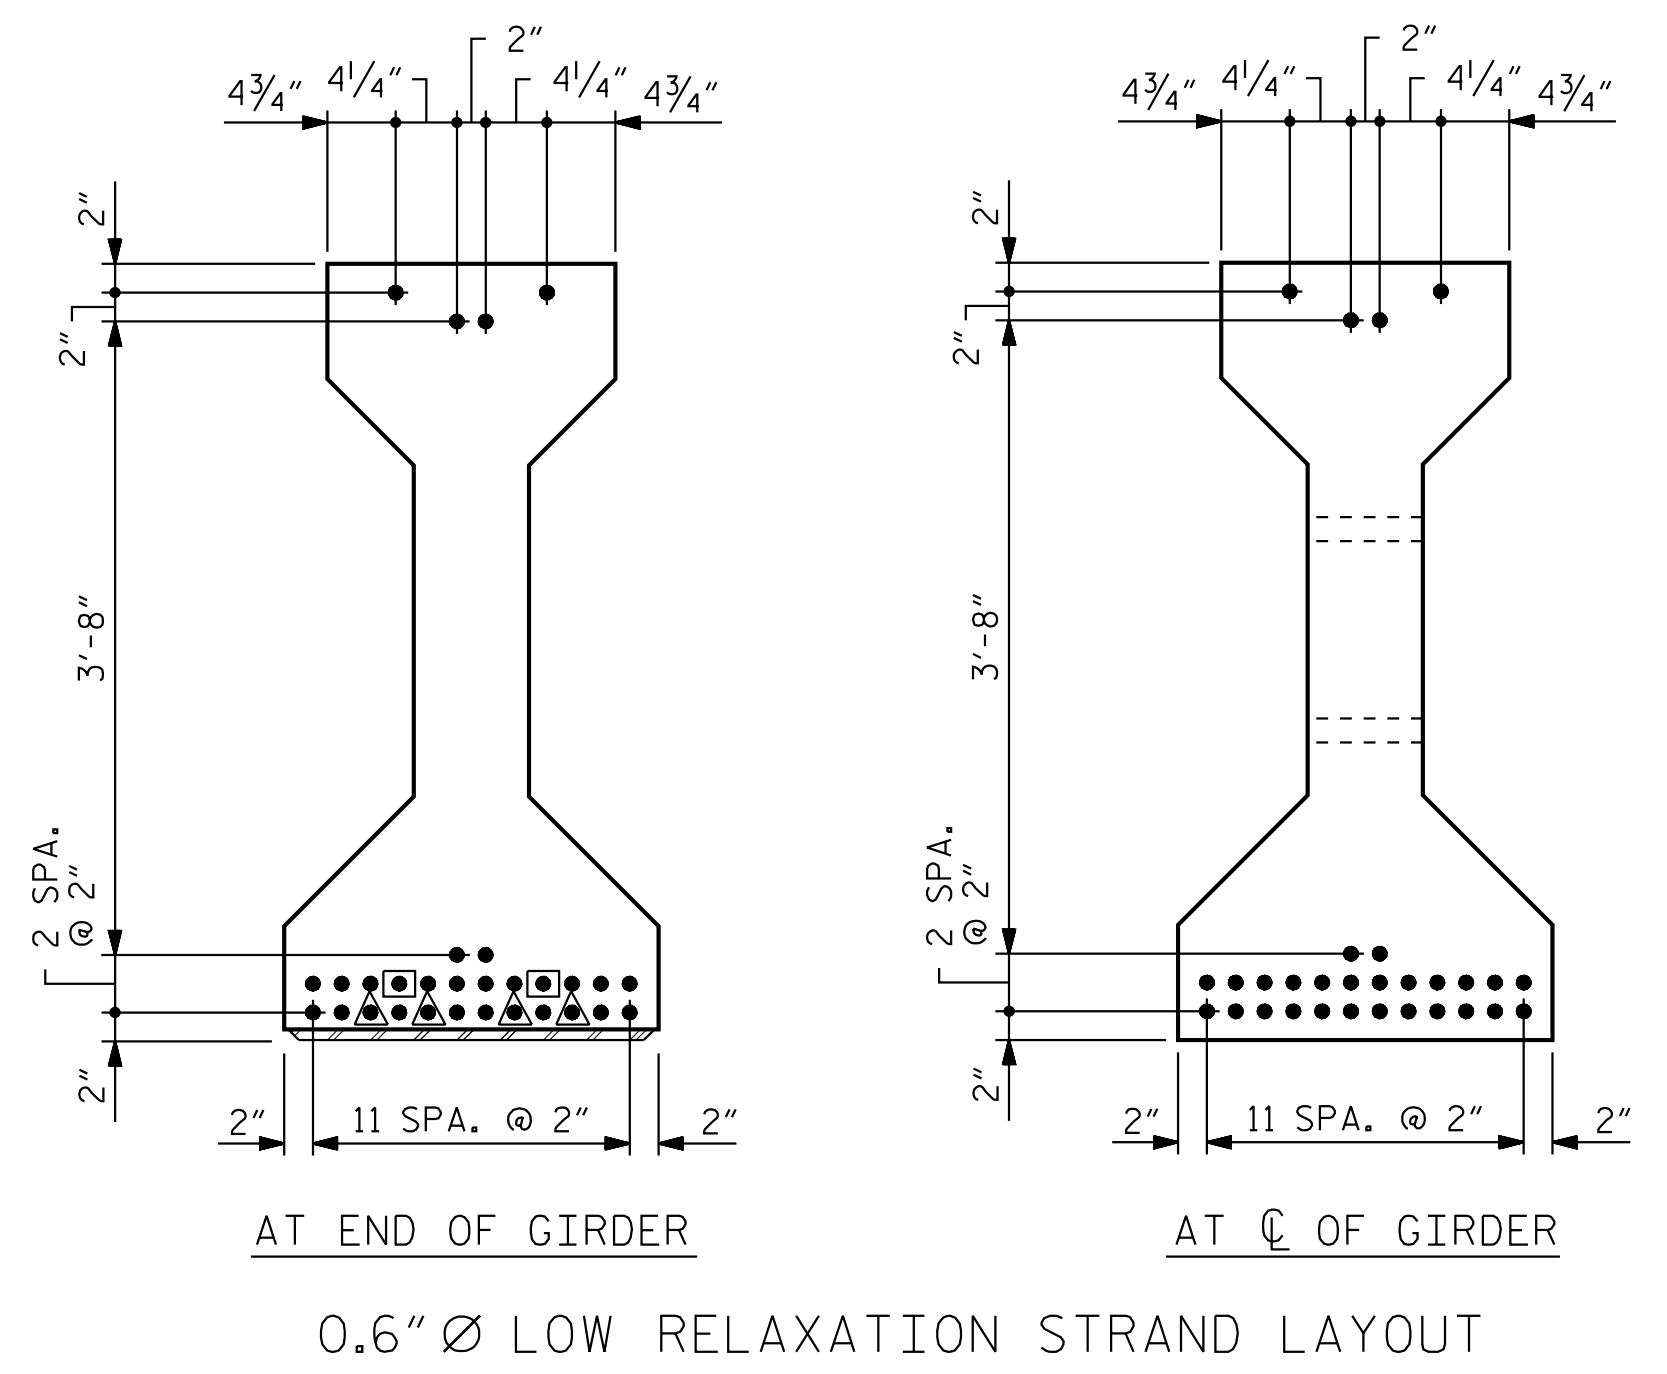 2" 2"
4¾" 4¼" 4¼" 4¾" 4¾" 4¼" 4¼" 4¾"
2" 2"
2" 2"
3'-8" 3'-8"
2 SPA. 2 SPA.
@ 2" @ 2"
2" 2"
2" 11 SPA. @ 2" 2" 2" 11 SPA. @ 2" 2"
AT END OF GIRDER AT ℄ OF GIRDER
0.6"Ø LOW RELAXATION STRAND LAYOUT